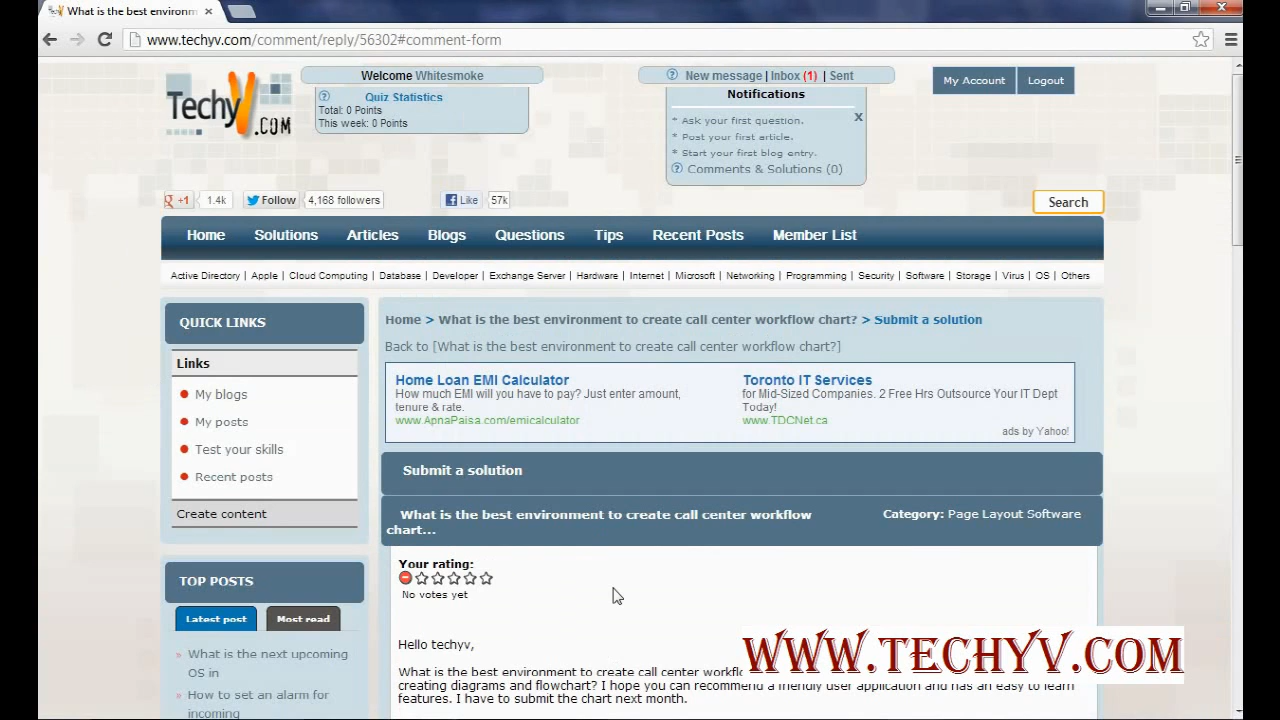 What is the best environm
www.techyv.com/comment/reply/56302#comment-form
TechyV.COM
Welcome Whitesmoke
Quiz Statistics
Total: 0 Points
This week: 0 Points
New message | Inbox (1) | Sent
Notifications
* Ask your first question.
* Post your first article.
* Start your first blog entry.
Comments & Solutions (0)
x
My Account
Logout
g +1 1.4k
Follow 4,168 followers
f Like 57k
Search
Home Solutions Articles Blogs Questions Tips Recent Posts Member List
Active Directory | Apple | Cloud Computing | Database | Developer | Exchange Server | Hardware | Internet | Microsoft | Networking | Programming | Security | Software | Storage | Virus | OS | Others
QUICK LINKS
Links
My blogs
My posts
Test your skills
Recent posts
Create content
TOP POSTS
Latest post Most read
» What is the next upcoming
OS in
» How to set an alarm for
incoming
Home > What is the best environment to create call center workflow chart? > Submit a solution
Back to [What is the best environment to create call center workflow chart?]
Home Loan EMI Calculator
How much EMI will you have to pay? Just enter amount,
tenure & rate.
www.ApnaPaisa.com/emicalculator
Toronto IT Services
for Mid-Sized Companies. 2 Free Hrs Outsource Your IT Dept
Today!
www.TDCNet.ca
ads by Yahoo!
Submit a solution
What is the best environment to create call center workflow
chart...
Category: Page Layout Software
Your rating:
No votes yet
Hello techyv,
What is the best environment to create call center workflo
creating diagrams and flowchart? I hope you can recommend a friendly user application and has an easy to learn
features. I have to submit the chart next month.
WWW.TECHYV.COM